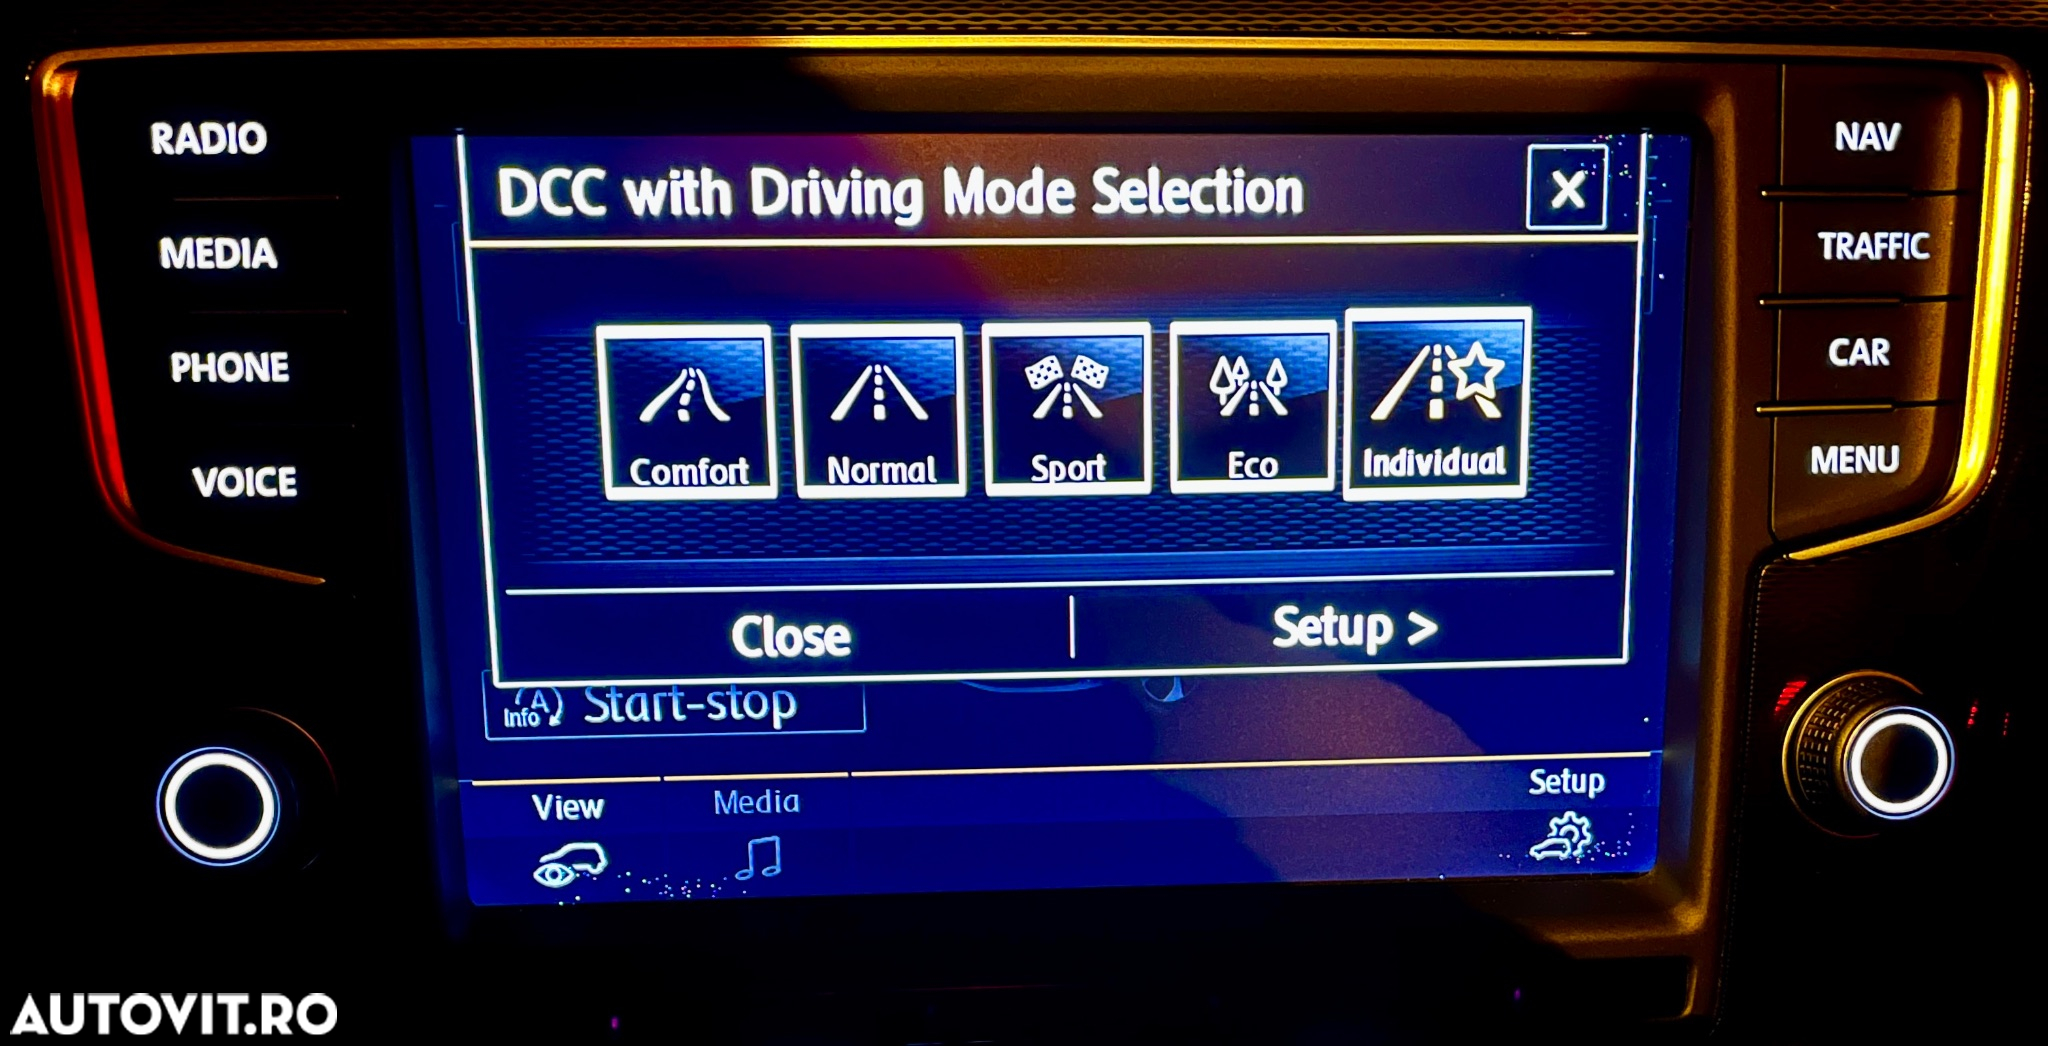 RADIO
MEDIA
PHONE
VOICE
DCC with Driving Mode Selection
X
Comfort
Normal
Sport
Eco
Individual
Close
Setup >
A
Info
Start-stop
View
Media
Setup
NAV
TRAFFIC
CAR
MENU
AUTOVIT.RO